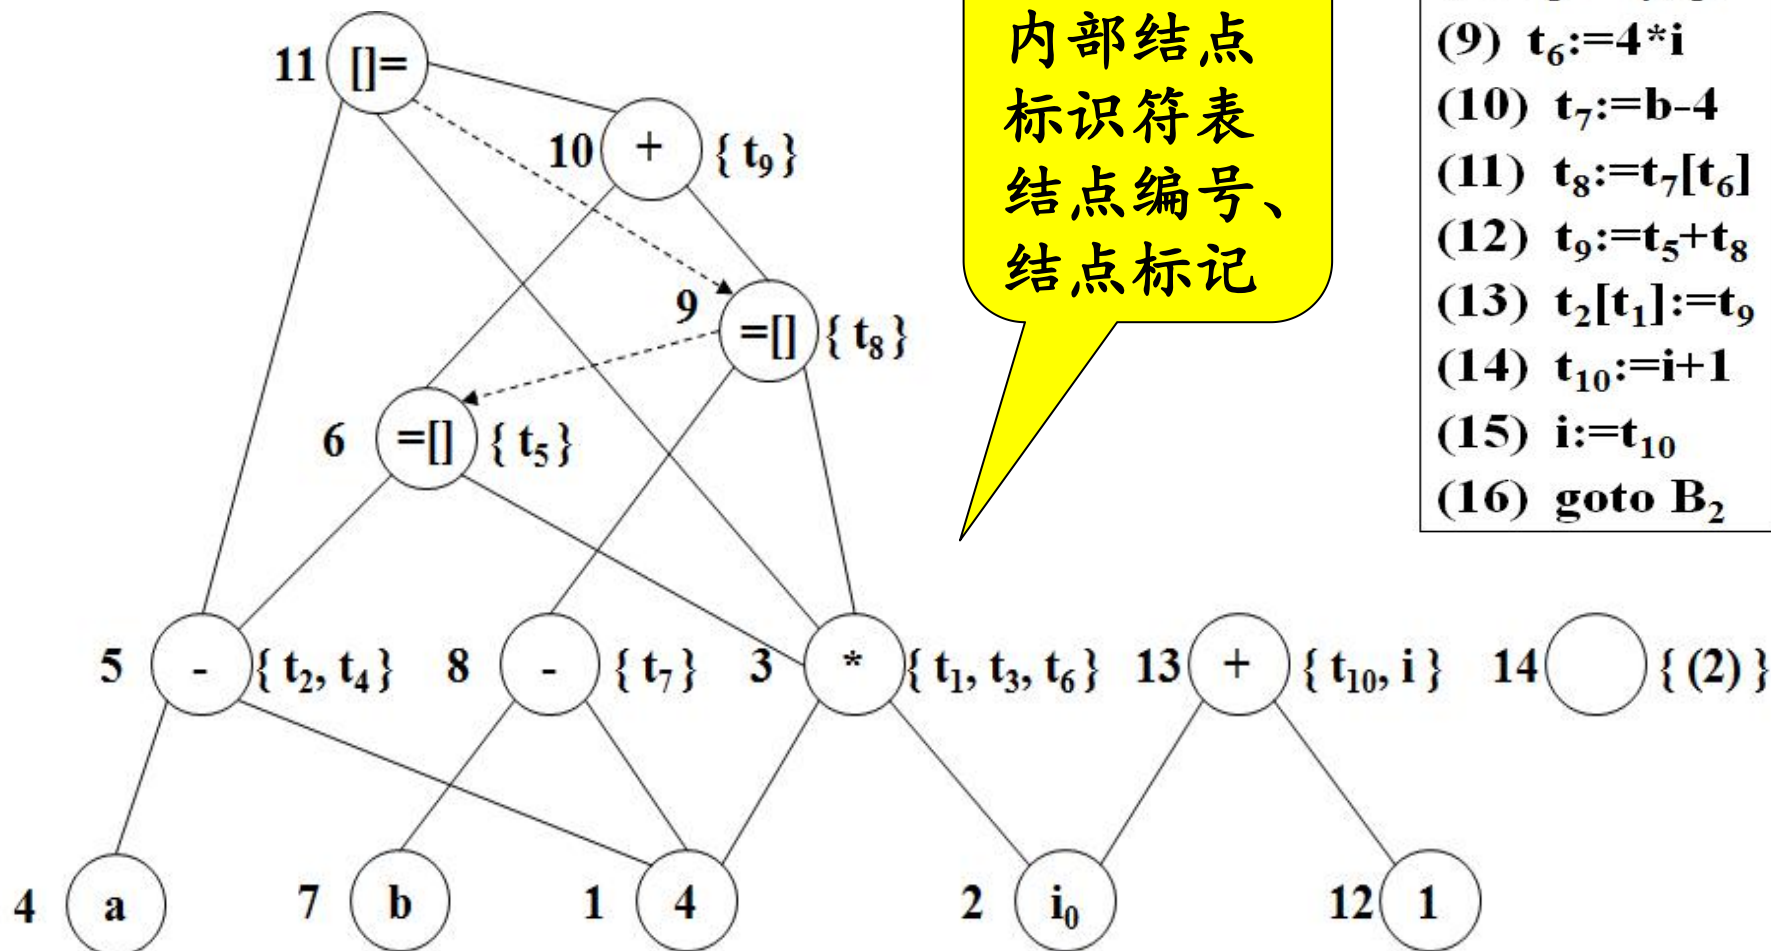 11 []=
10 + { t₉ }
9 =[] { t₈ }
6 =[] { t₅ }
5 - { t₂, t₄ } 8 - { t₇ } 3 * { t₁, t₃, t₆ } 13 + { t₁₀, i } 14 { (2) }
4 a 7 b 1 4 2 i₀ 12 1
内部结点
标识符表
结点编号、
结点标记
(9) t₆:=4*i
(10) t₇:=b-4
(11) t₈:=t₇[t₆]
(12) t₉:=t₅+t₈
(13) t₂[t₁]:=t₉
(14) t₁₀:=i+1
(15) i:=t₁₀
(16) goto B₂